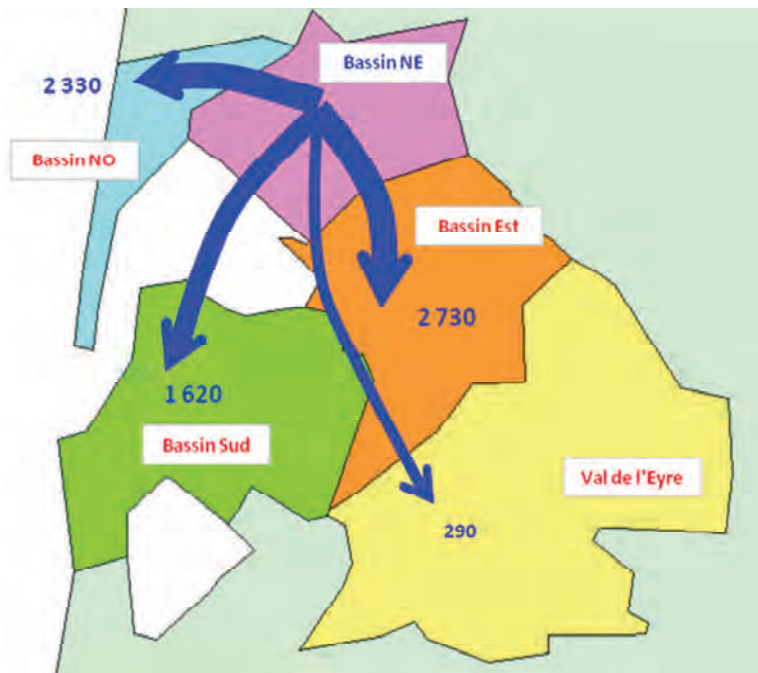 Bassin NE
2 330
Bassin NO
Bassin Est
2 730
1 620
Bassin Sud
Val de l'Eyre
290